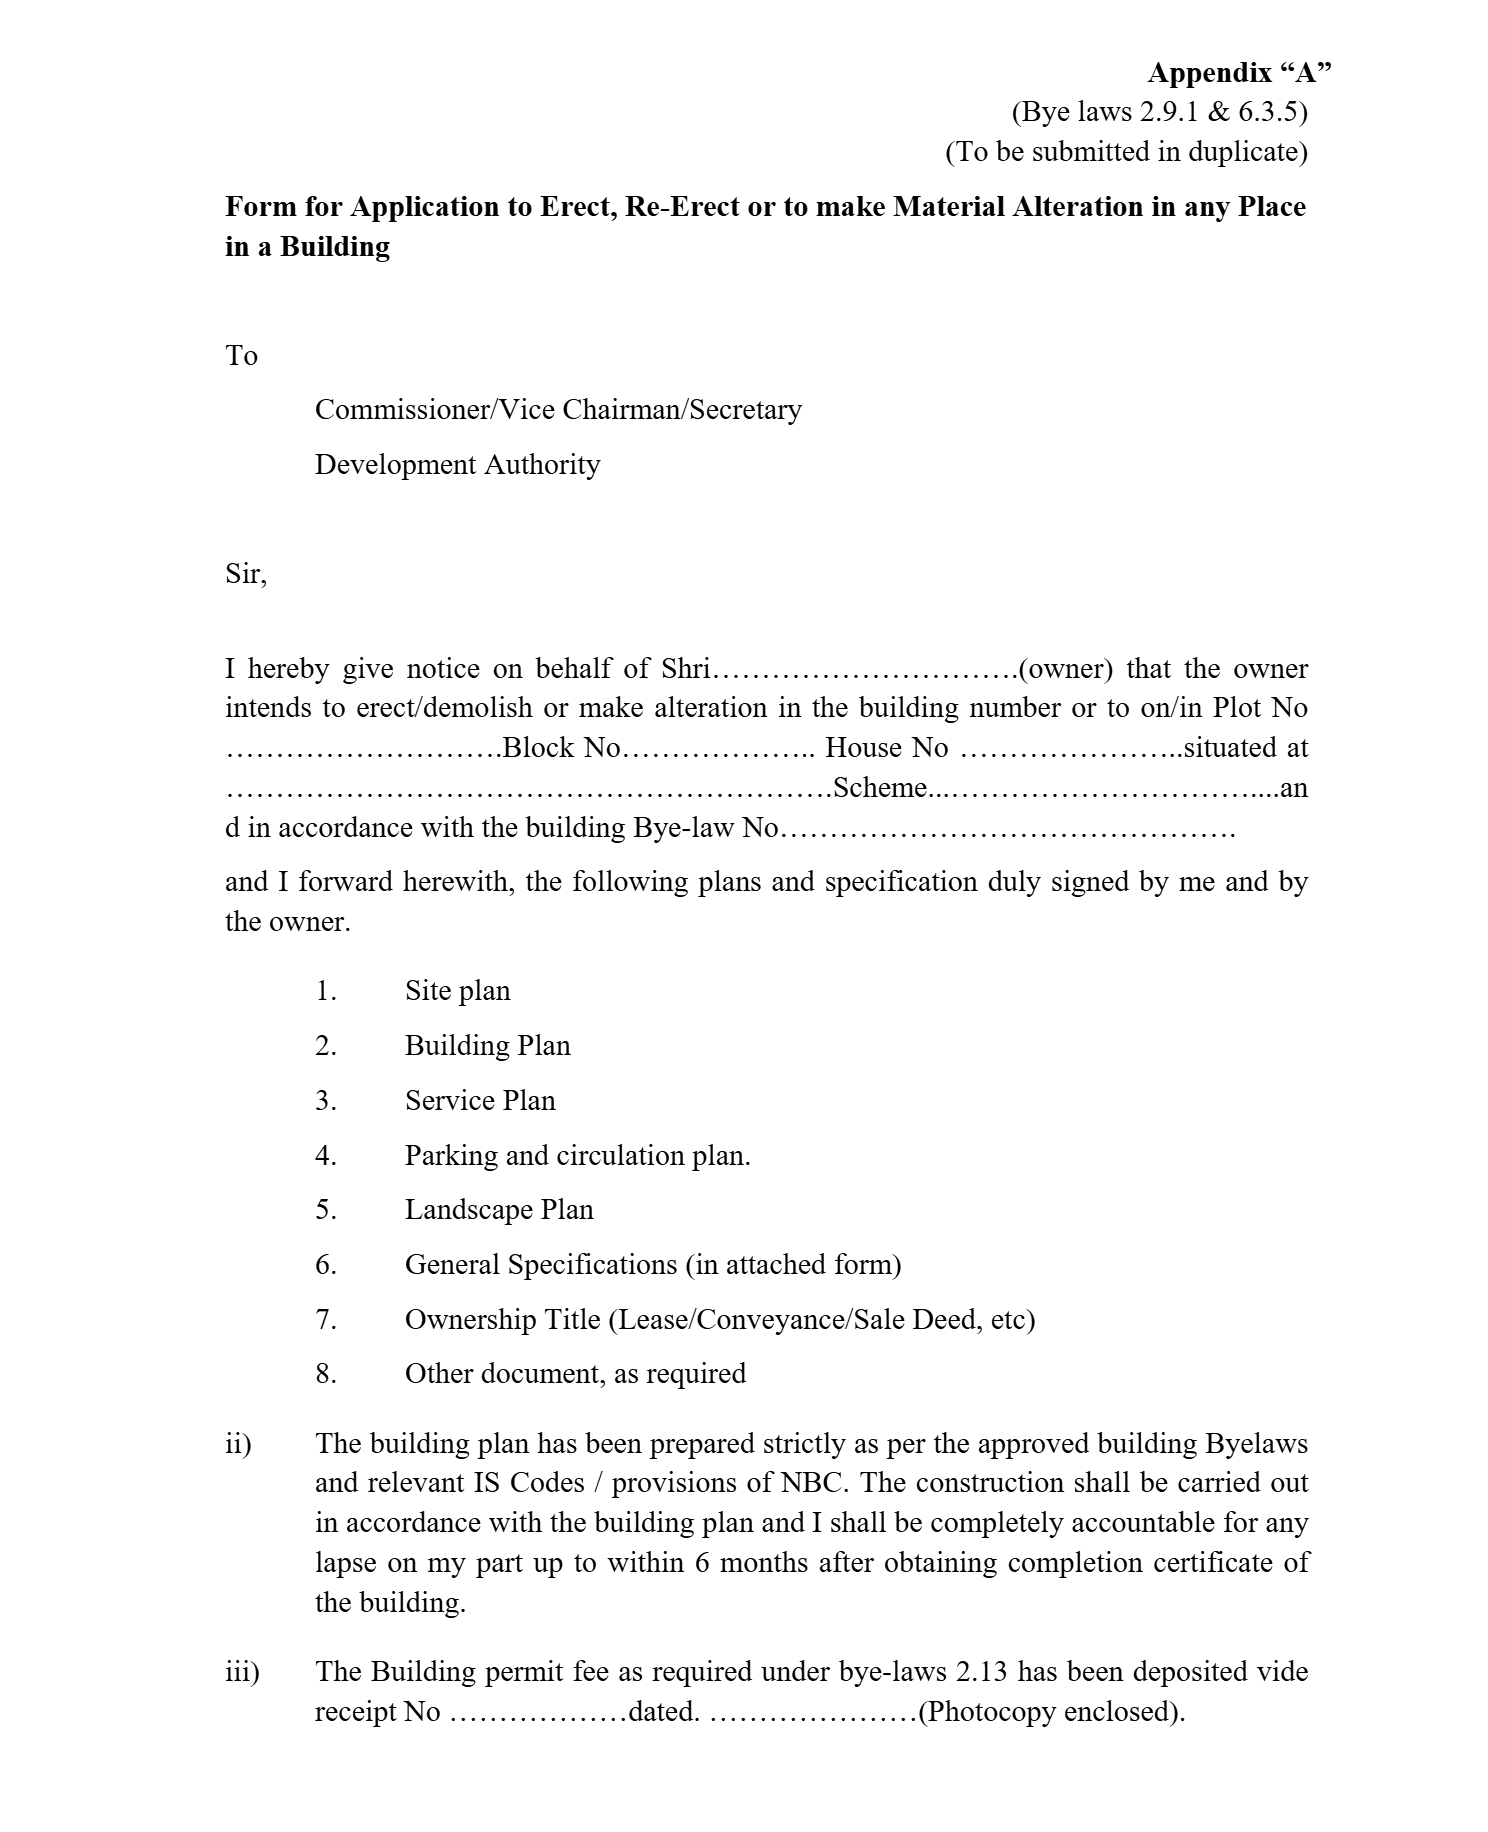 Appendix “A”
(Bye laws 2.9.1 & 6.3.5)
(To be submitted in duplicate)
Form for Application to Erect, Re-Erect or to make Material Alteration in any Place
in a Building
To
Commissioner/Vice Chairman/Secretary
Development Authority
Sir,
I hereby give notice on behalf of Shri…………………………(owner) that the owner
intends to erect/demolish or make alteration in the building number or to on/in Plot No
……………………….Block No……………….. House No …………………..situated at
…………………………………………………….Scheme...…………………………....an
d in accordance with the building Bye-law No……………………………………….
and I forward herewith, the following plans and specification duly signed by me and by
the owner.
1. Site plan
2. Building Plan
3. Service Plan
4. Parking and circulation plan.
5. Landscape Plan
6. General Specifications (in attached form)
7. Ownership Title (Lease/Conveyance/Sale Deed, etc)
8. Other document, as required
ii) The building plan has been prepared strictly as per the approved building Byelaws
and relevant IS Codes / provisions of NBC. The construction shall be carried out
in accordance with the building plan and I shall be completely accountable for any
lapse on my part up to within 6 months after obtaining completion certificate of
the building.
iii) The Building permit fee as required under bye-laws 2.13 has been deposited vide
receipt No ………………dated. …………………(Photocopy enclosed).